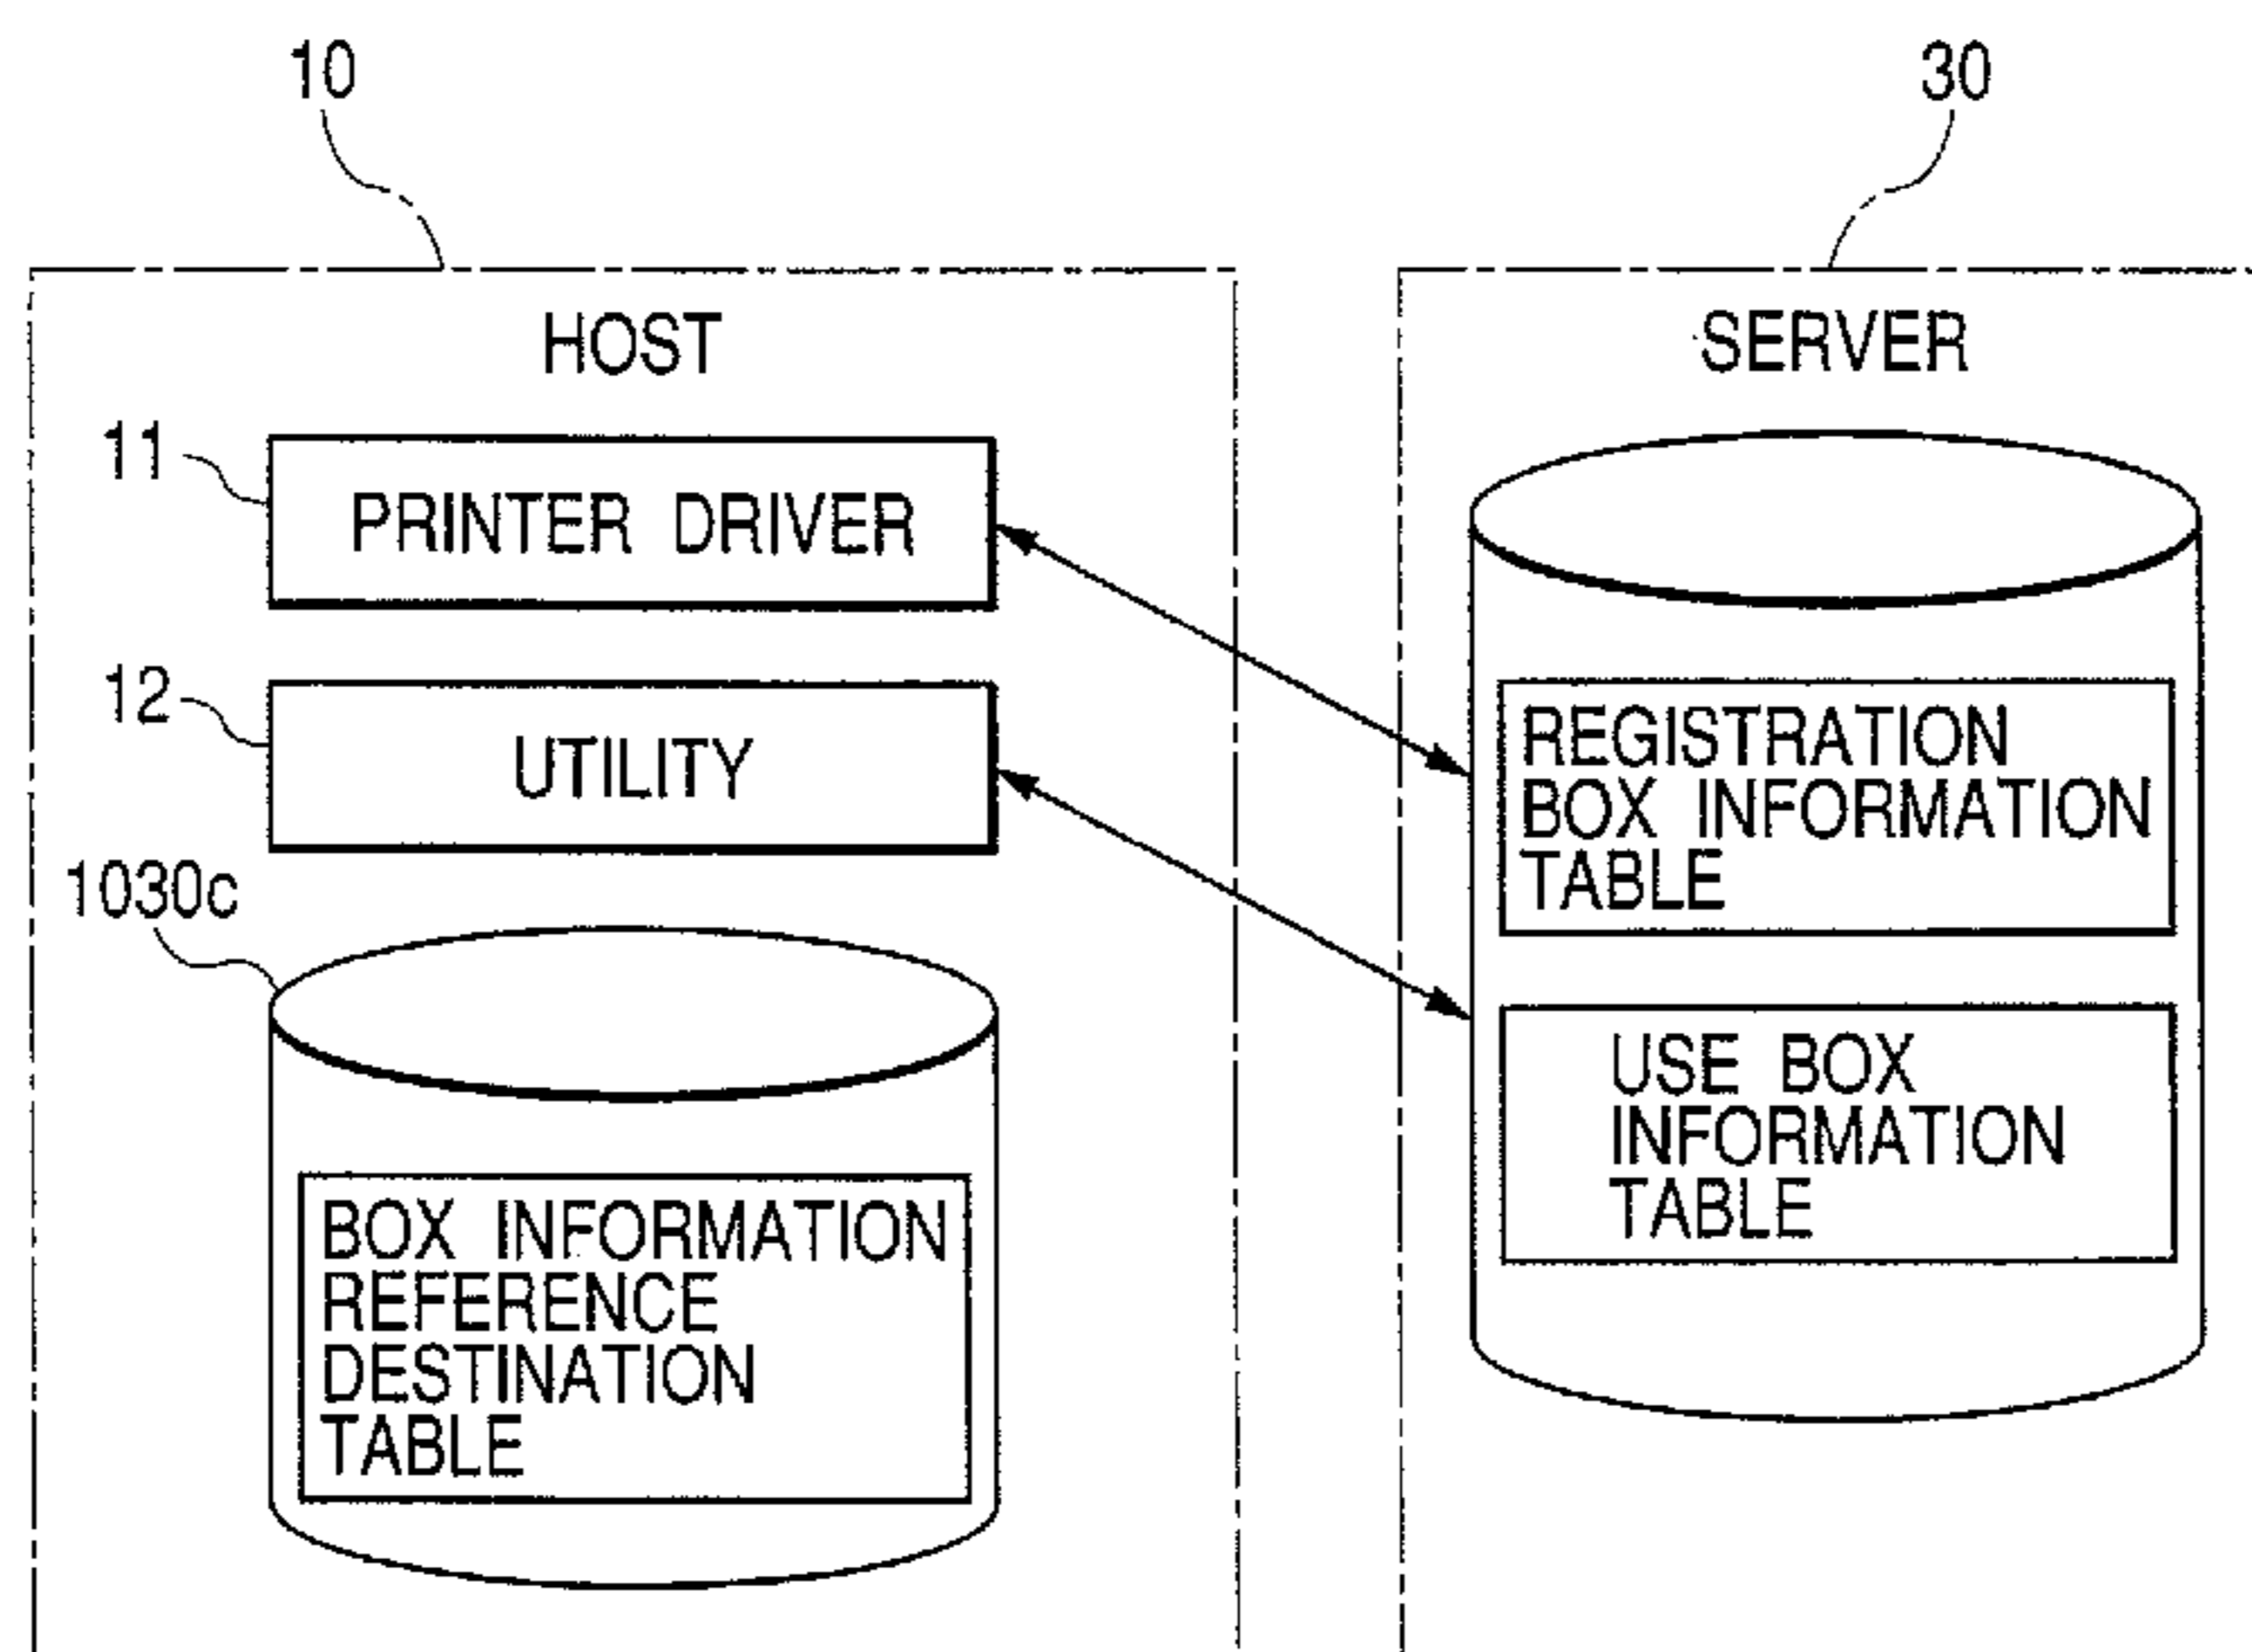 10
30
HOST
SERVER
11
PRINTER DRIVER
12
UTILITY
REGISTRATION
BOX INFORMATION
TABLE
1030c
USE BOX
INFORMATION
TABLE
BOX INFORMATION
REFERENCE
DESTINATION
TABLE